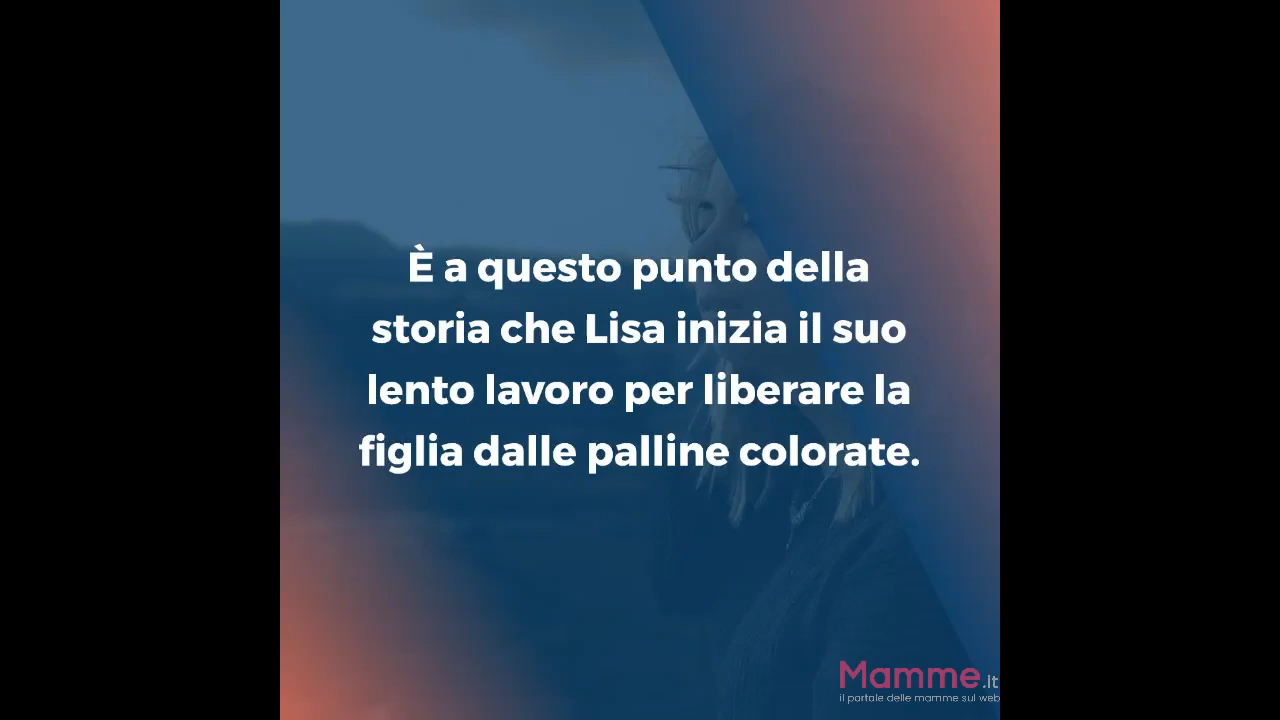 È a questo punto della
storia che Lisa inizia il suo
lento lavoro per liberare la
figlia dalle palline colorate.
Mamme.it
il portale delle mamme sul web